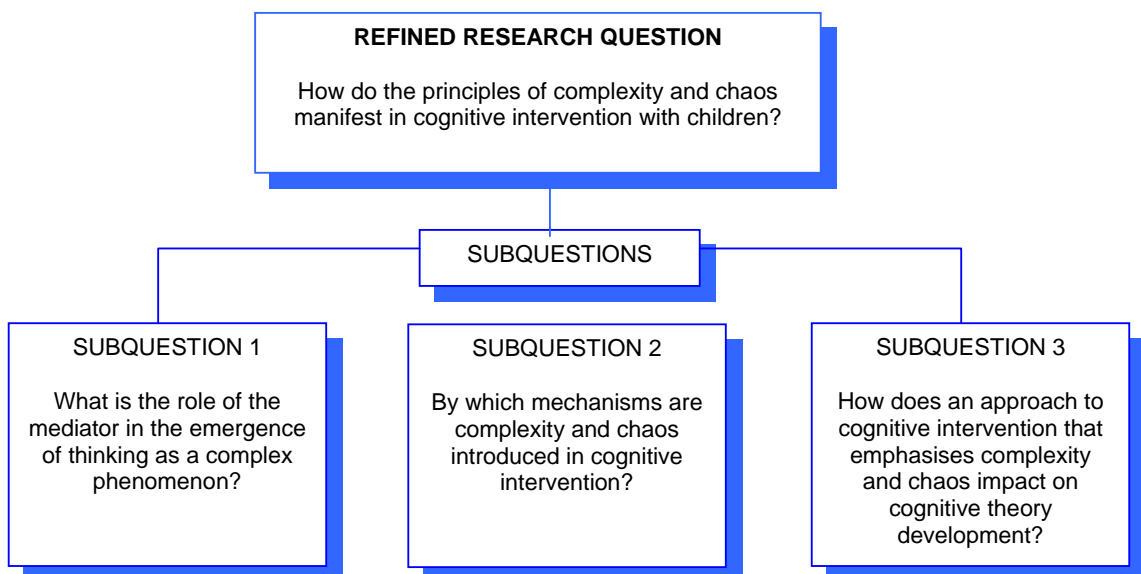 REFINED RESEARCH QUESTION
How do the principles of complexity and chaos
manifest in cognitive intervention with children?
SUBQUESTIONS
SUBQUESTION 1
What is the role of the
mediator in the emergence
of thinking as a complex
phenomenon?
SUBQUESTION 2
By which mechanisms are
complexity and chaos
introduced in cognitive
intervention?
SUBQUESTION 3
How does an approach to
cognitive intervention that
emphasises complexity
and chaos impact on
cognitive theory
development?